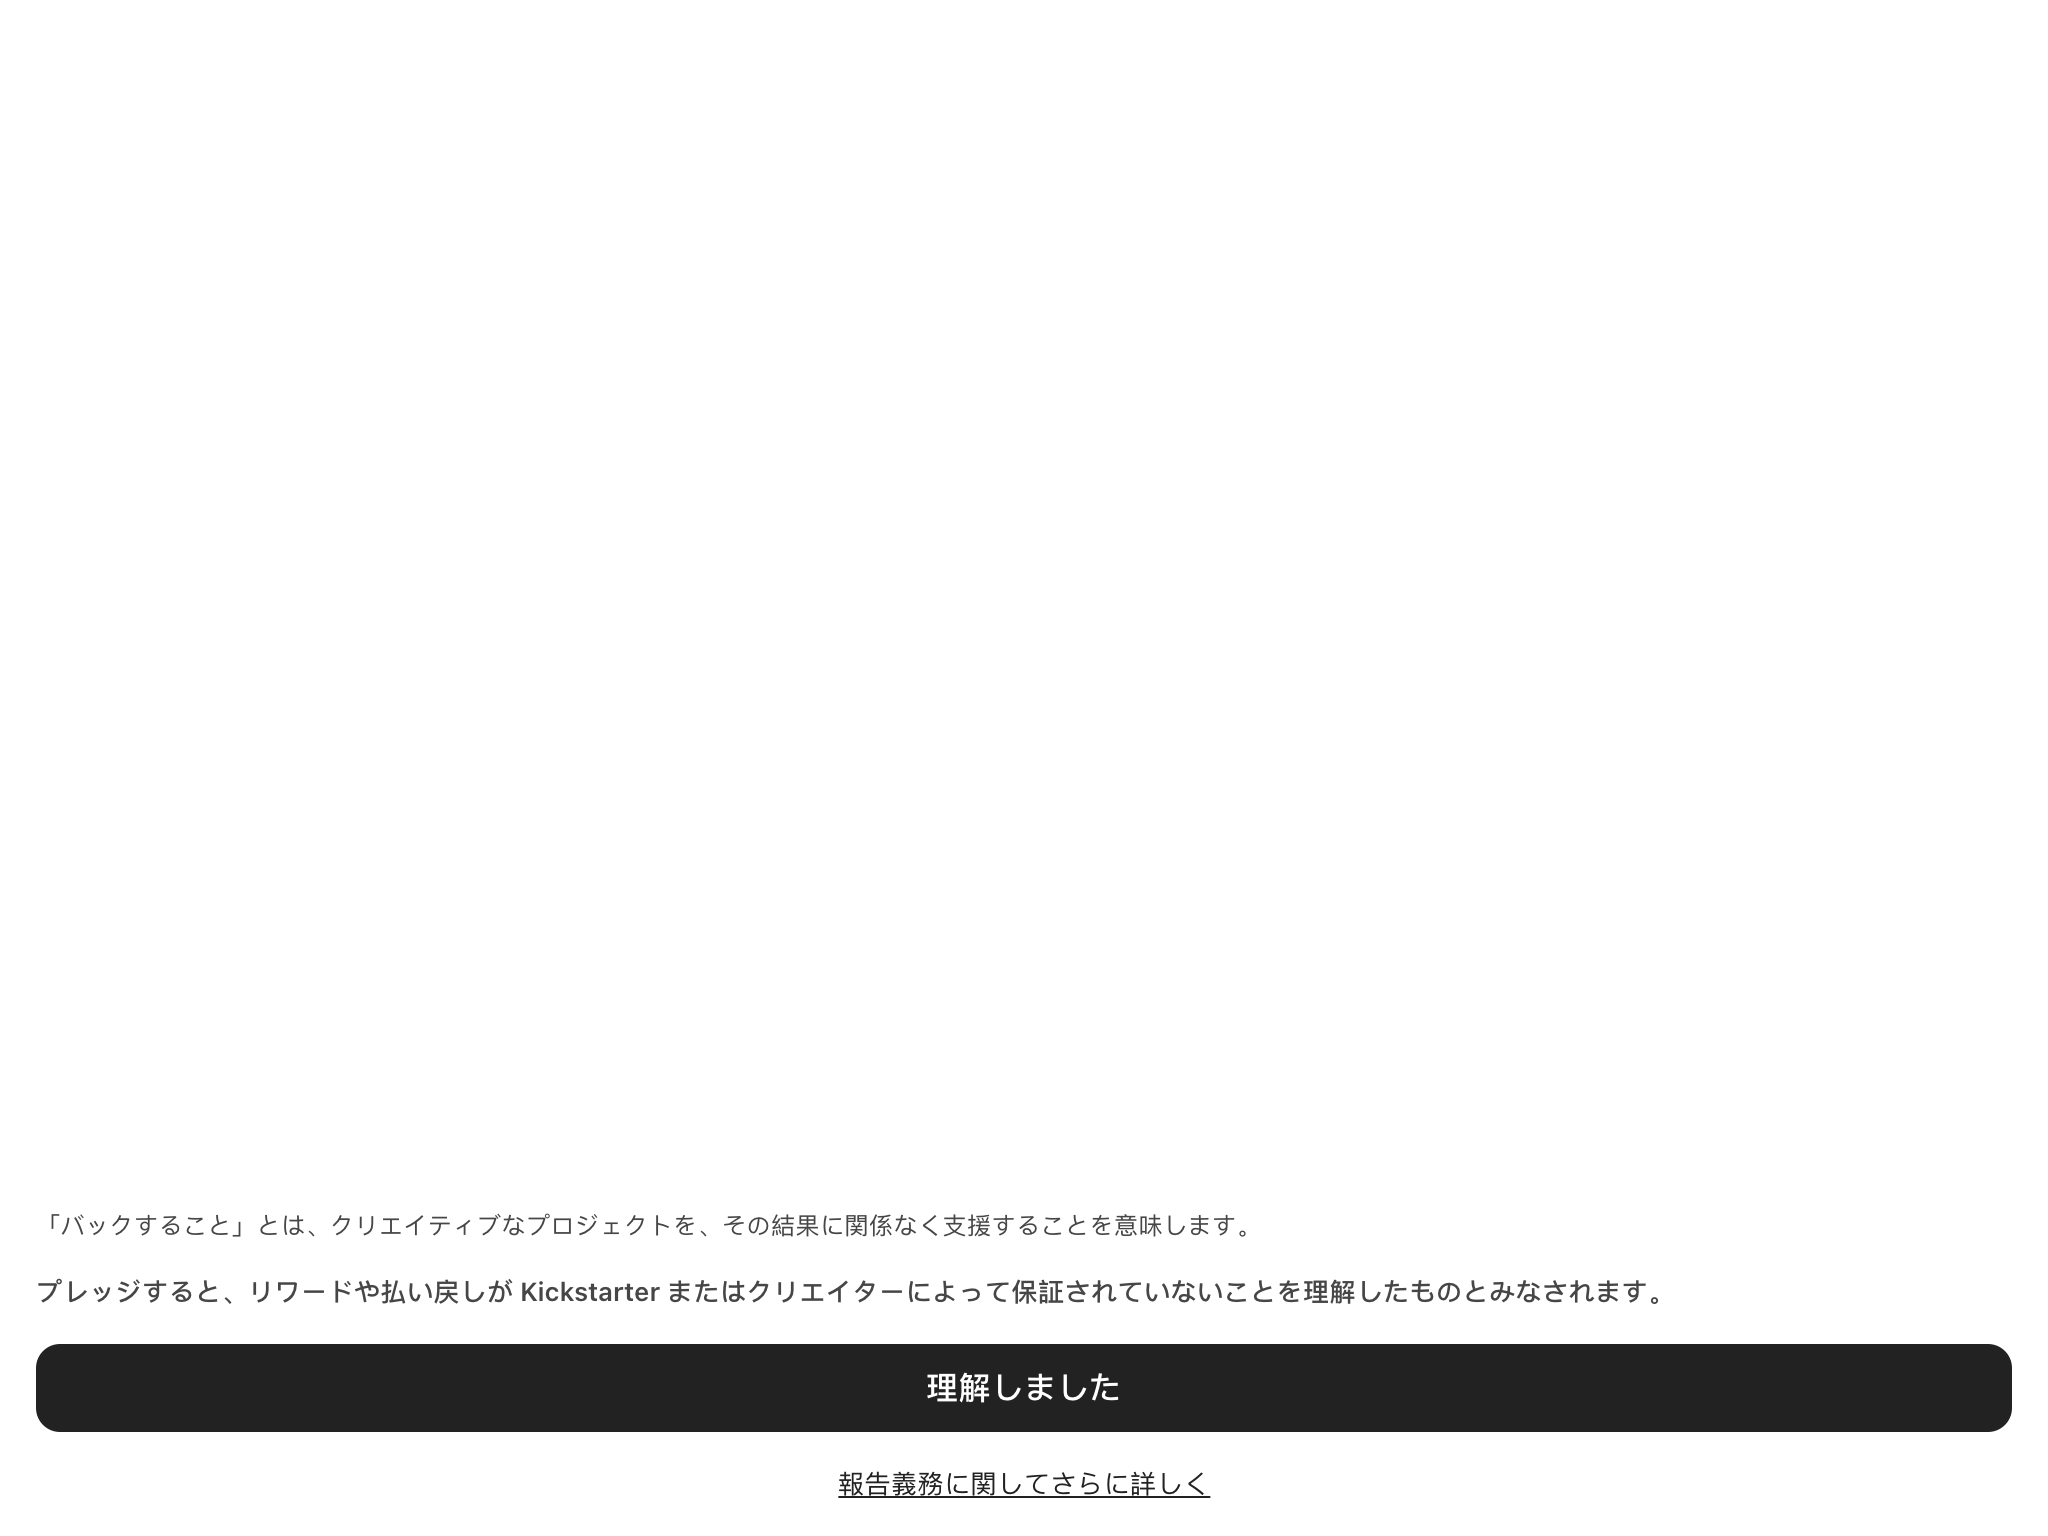 「バックすること」とは、クリエイティブなプロジェクトを、その結果に関係なく支援することを意味します。
プレッジすると、リワードや払い戻しが Kickstarter またはクリエイターによって保証されていないことを理解したものとみなされます。
理解しました
報告義務に関してさらに詳しく